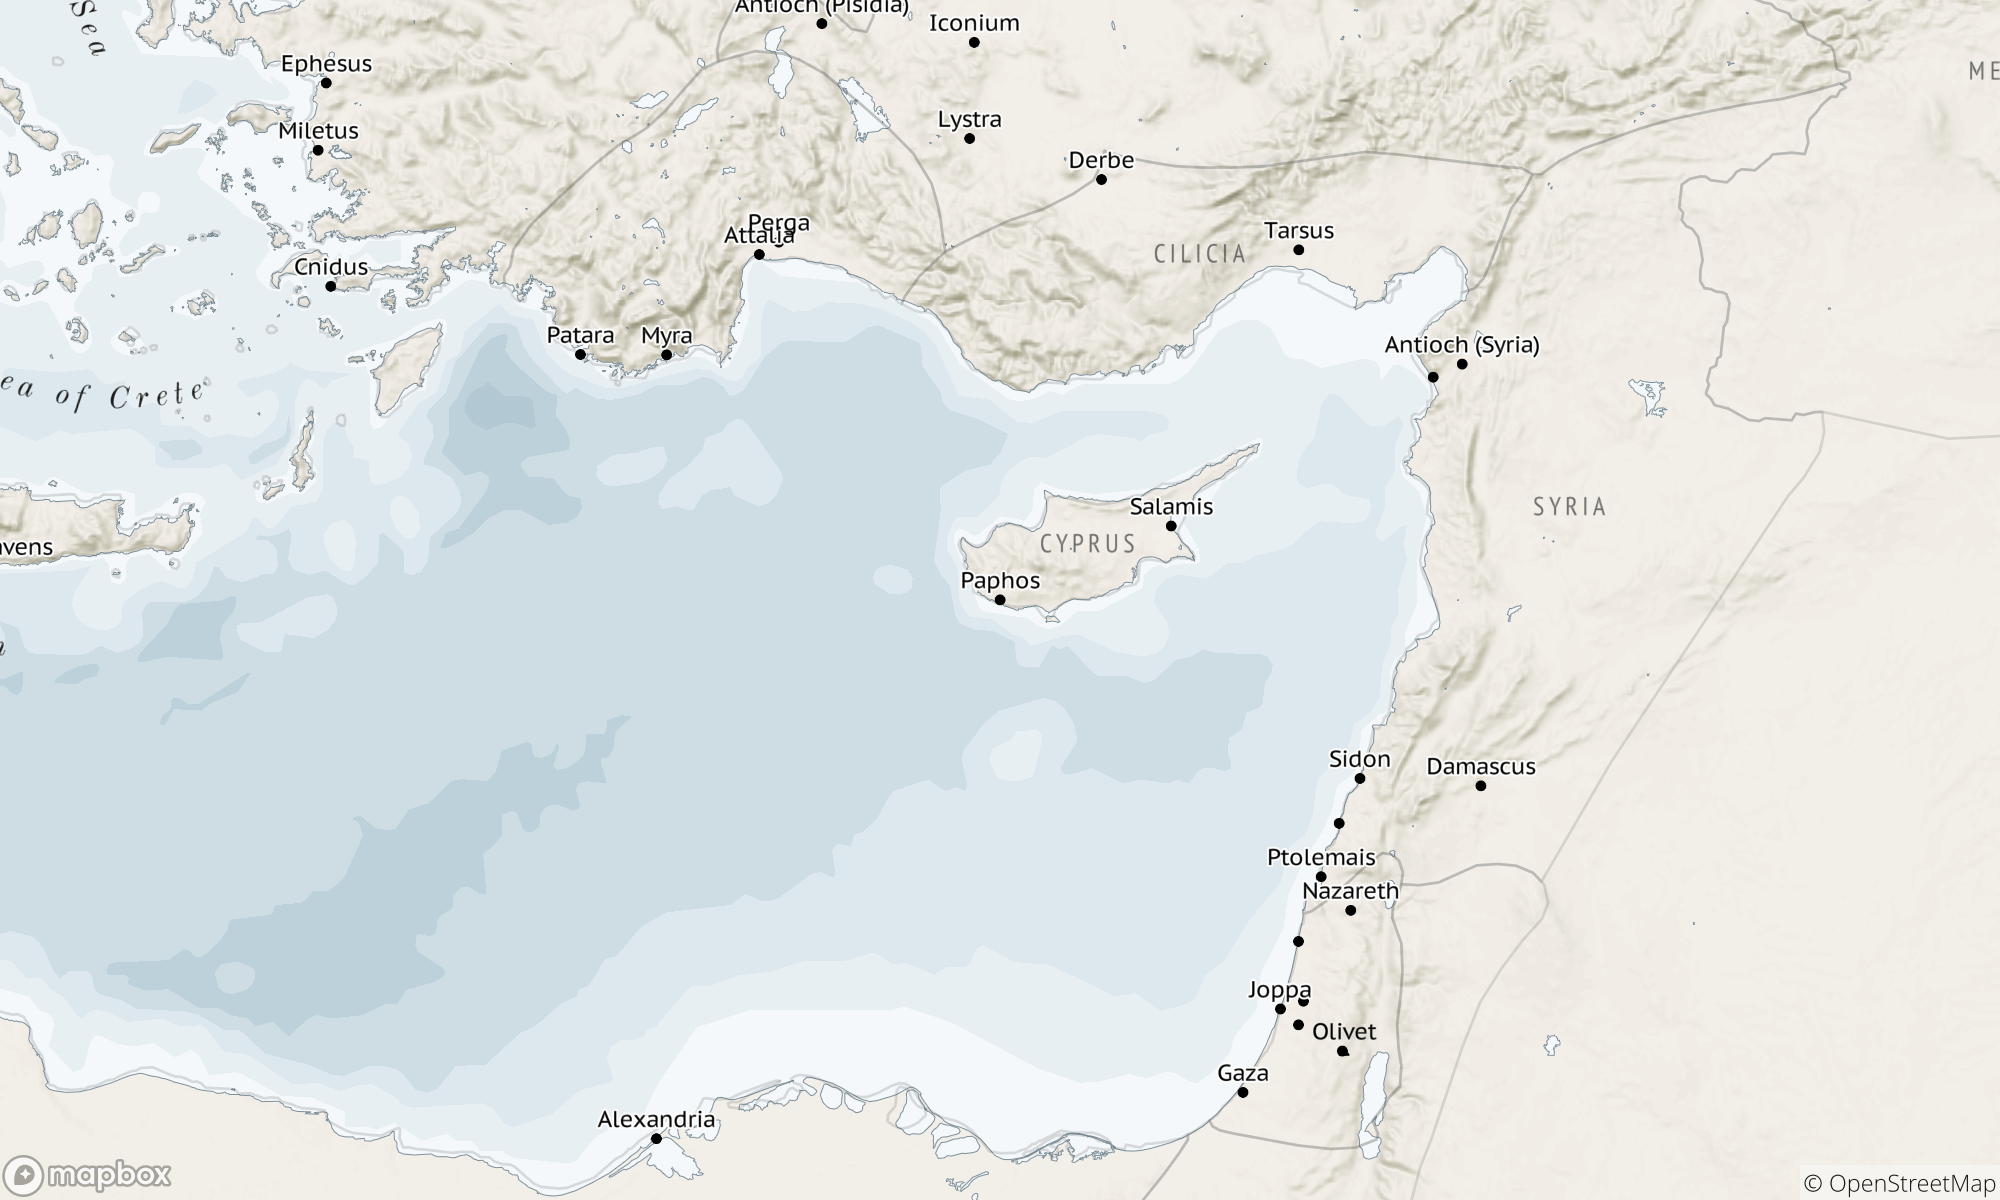 Sea
Antioch (Pisidia)
Iconium
Ephesus
Lystra
Miletus
Derbe
Perga
Attalia
Tarsus
CILICIA
Cnidus
Patara
Myra
Antioch (Syria)
ea of Crete
Salamis
SYRIA
CYPRUS
avens
Paphos
Sidon
Damascus
Ptolemais
Nazareth
Joppa
Olivet
Gaza
Alexandria
ME
mapbox
© OpenStreetMap